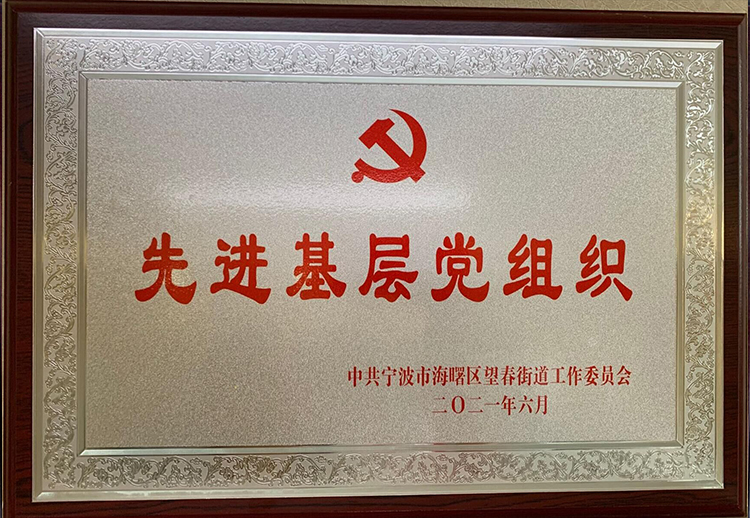 先进基层党组织
中共宁波市海曙区望春街道工作委员会
二〇二一年六月